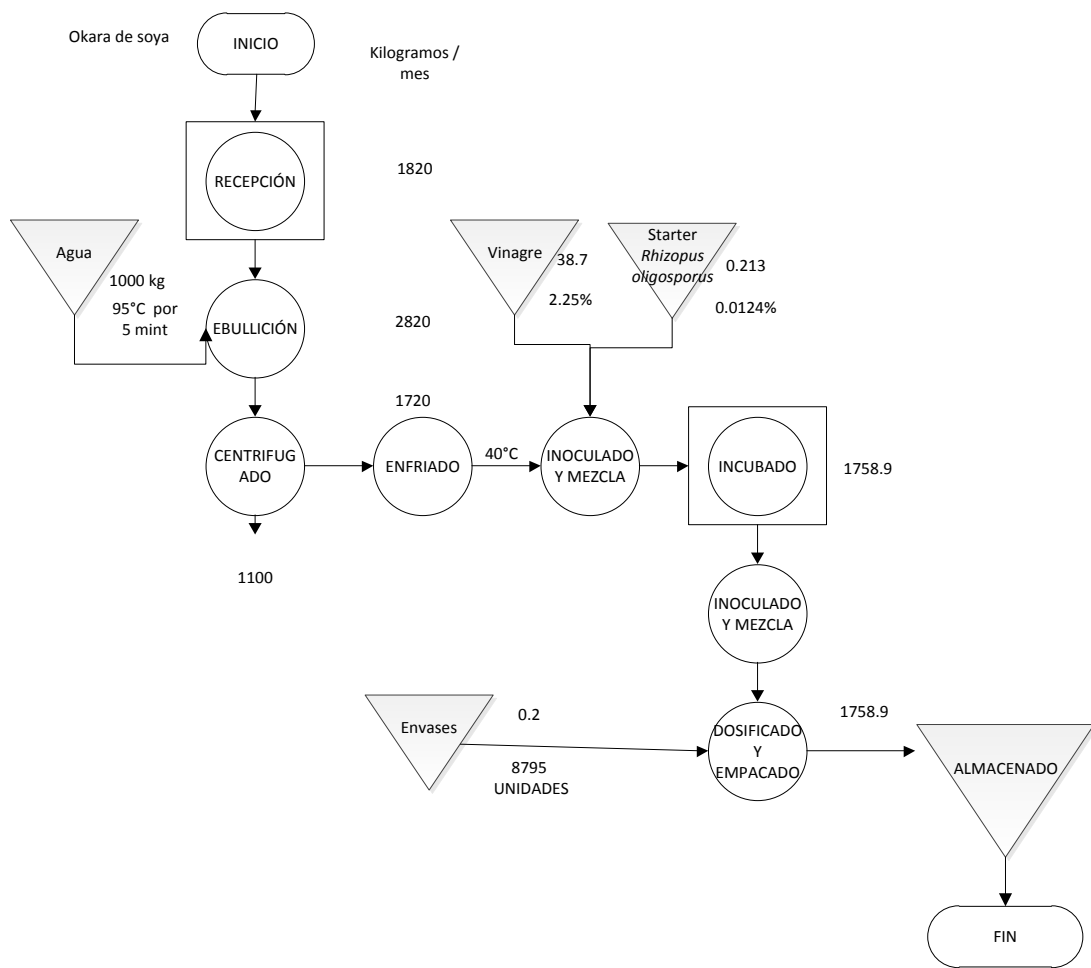 Okara de soya
INICIO
Kilogramos /
mes
RECEPCIÓN
1820
Agua
1000 kg
95°C por
5 mint
Vinagre
38.7
2.25%
Starter
Rhizopus
oligosporus
0.213
0.0124%
EBULLICIÓN
2820
1720
CENTRIFUG
ADO
ENFRIADO
40°C
INOCULADO
Y MEZCLA
INCUBADO
1758.9
1100
INOCULADO
Y MEZCLA
Envases
0.2
8795
UNIDADES
DOSIFICADO
Y
EMPACADO
1758.9
ALMACENADO
FIN